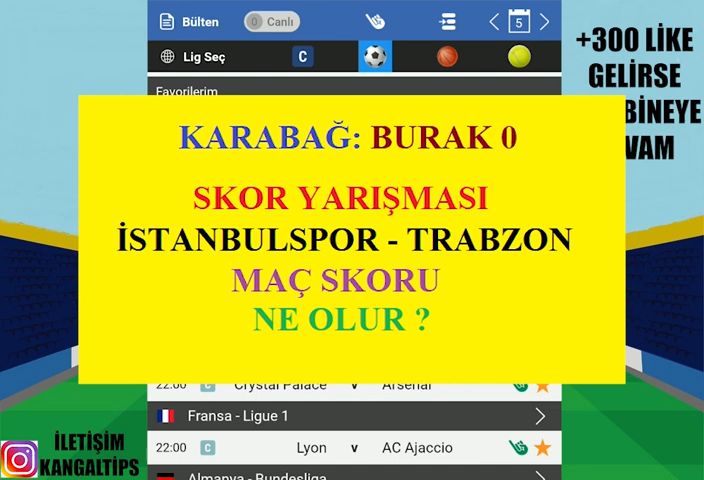 Bülten
0 Canlı
5
+300 LİKE
GELİRSE
BİNEYE
VAM
Lig Seç
C
Favorilerim
KARABAĞ: BURAK 0
SKOR YARIŞMASI
İSTANBULSPOR - TRABZON
MAÇ SKORU
NE OLUR ?
22:00 C Crystal Palace v Arsenal
Fransa - Ligue 1
22:00 C Lyon v AC Ajaccio
Almanya - Bundesliga
İLETİŞİM
KANGALTİPS